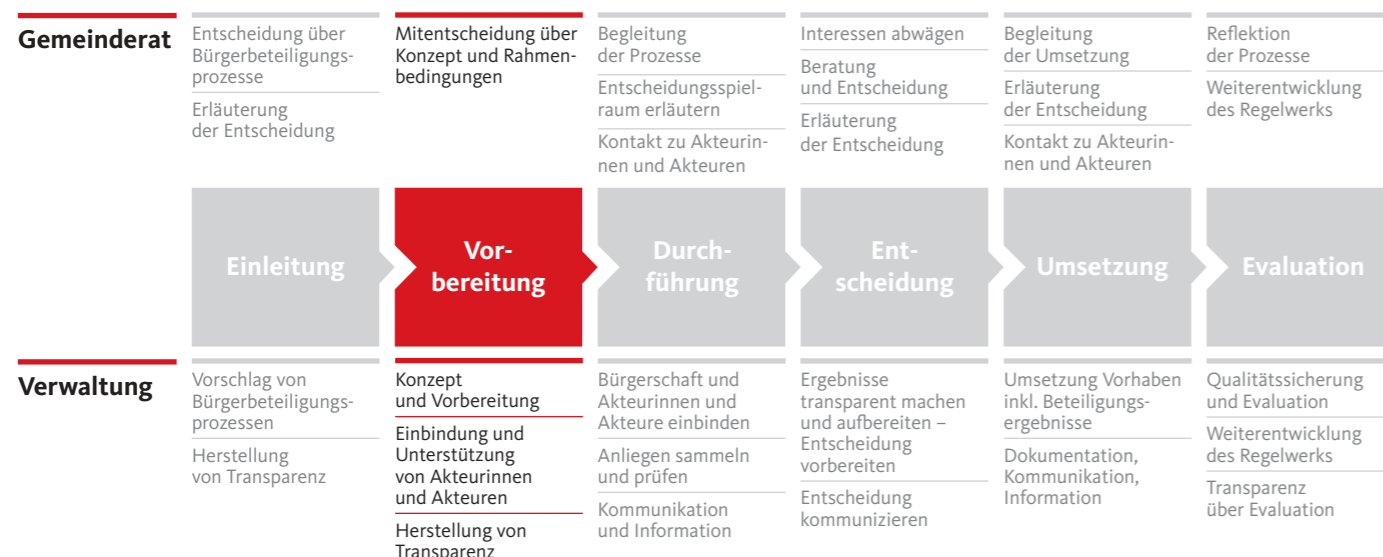 Gemeinderat
Entscheidung über
Bürgerbeteiligungs-
prozesse
Erläuterung
der Entscheidung
Mitentscheidung über
Konzept und Rahmen-
bedingungen
Begleitung
der Prozesse
Entscheidungsspiel-
raum erläutern
Kontakt zu Akteurin-
nen und Akteuren
Interessen abwägen
Beratung
und Entscheidung
Erläuterung
der Entscheidung
Begleitung
der Umsetzung
Erläuterung
der Entscheidung
Kontakt zu Akteurin-
nen und Akteuren
Reflektion
der Prozesse
Weiterentwicklung
des Regelwerks
Einleitung
Vor-
bereitung
Durch-
führung
Ent-
scheidung
Umsetzung
Evaluation
Verwaltung
Vorschlag von
Bürgerbeteiligungs-
prozessen
Herstellung
von Transparenz
Konzept
und Vorbereitung
Einbindung und
Unterstützung
von Akteurinnen
und Akteuren
Herstellung von
Transparenz
Bürgerschaft und
Akteurinnen und
Akteure einbinden
Anliegen sammeln
und prüfen
Kommunikation
und Information
Ergebnisse
transparent machen
und aufbereiten –
Entscheidung
vorbereiten
Entscheidung
kommunizieren
Umsetzung Vorhaben
inkl. Beteiligungs-
ergebnisse
Dokumentation,
Kommunikation,
Information
Qualitätssicherung
und Evaluation
Weiterentwicklung
des Regelwerks
Transparenz
über Evaluation